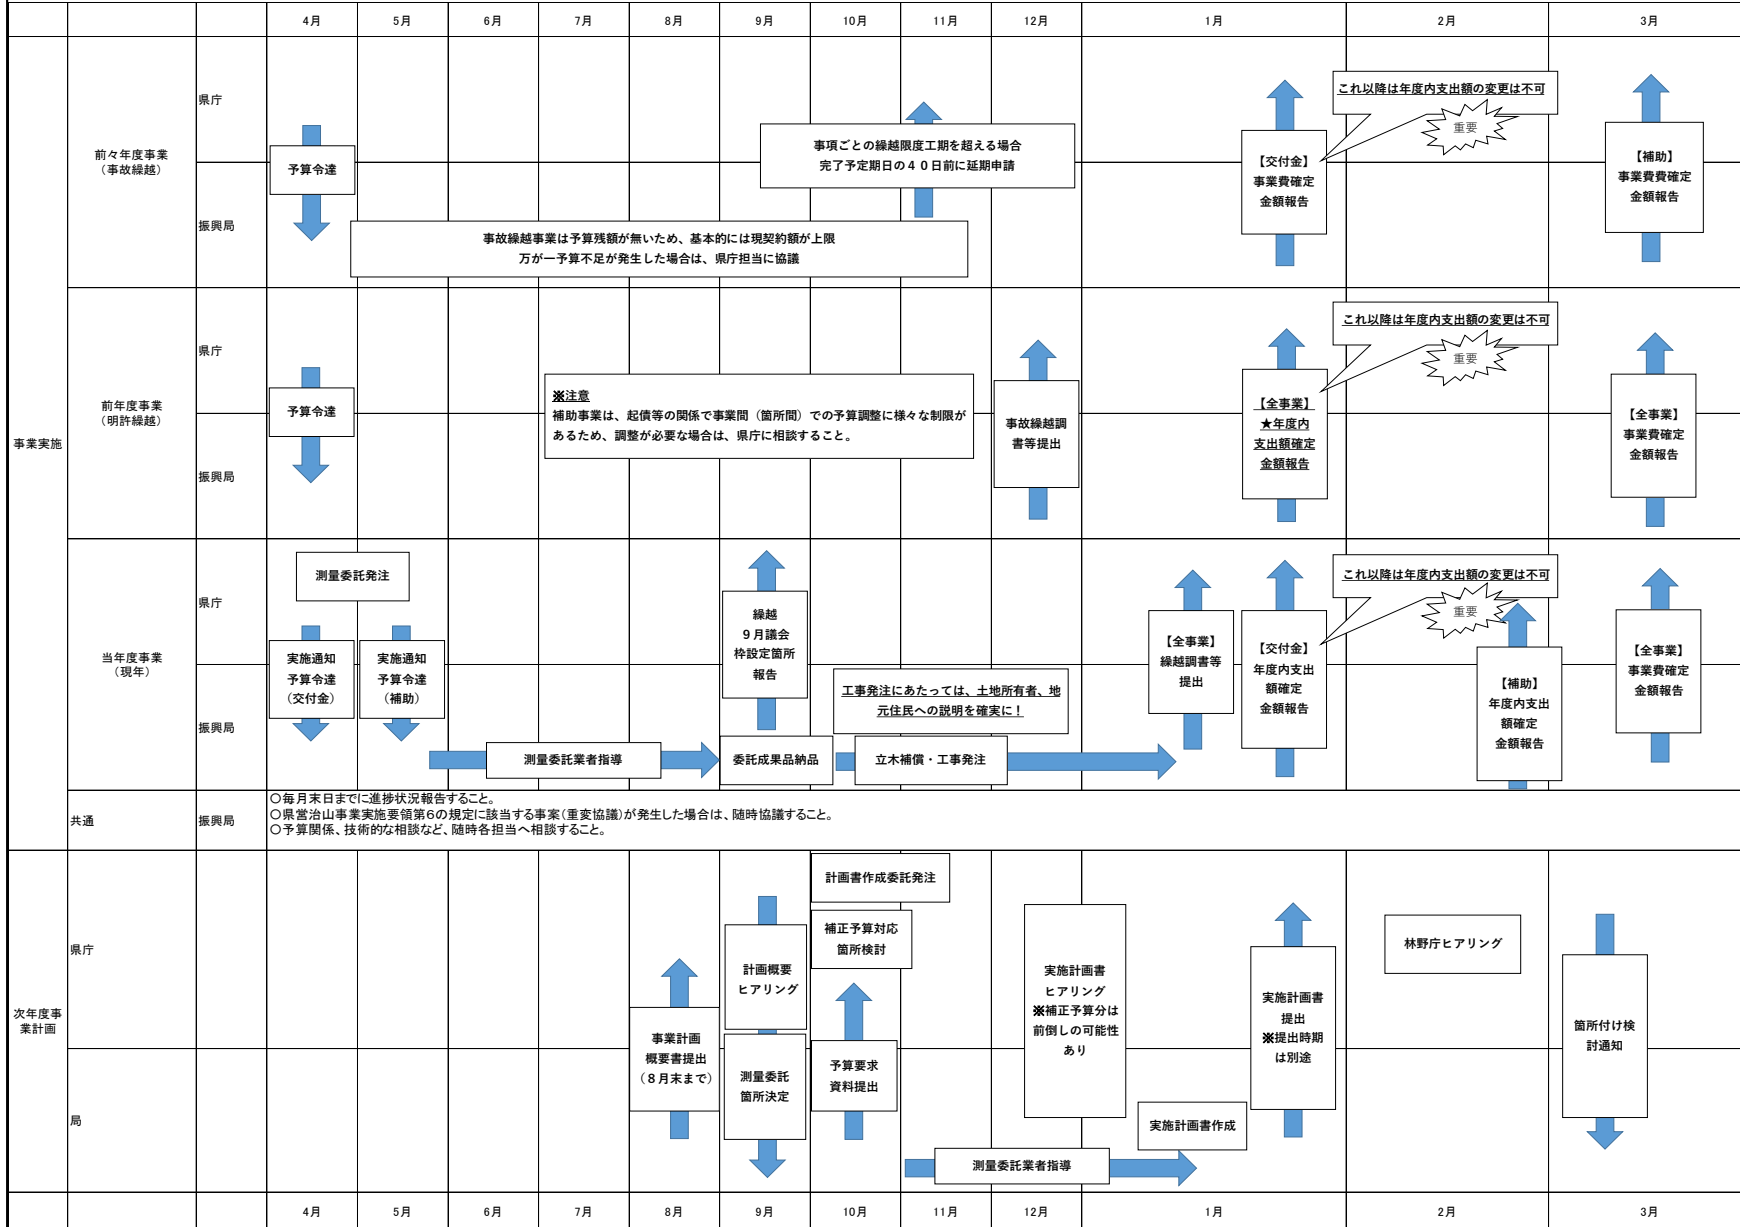 4月 5月 6月 7月 8月 9月 10月 11月 12月 1月 2月 3月
事業実施
前々年度事業
（事故繰越）
県庁
振興局
予算令達
事項ごとの繰越限度工期を超える場合
完了予定期日の４０日前に延期申請
事故繰越事業は予算残額が無いため、基本的には現契約額が上限
万が一予算不足が発生した場合は、県庁担当に協議
【交付金】
事業費確定
金額報告
これ以降は年度内支出額の変更は不可
重要
【補助】
事業費費確定
金額報告
前年度事業
（明許繰越）
県庁
振興局
予算令達
※注意
補助事業は、起債等の関係で事業間（箇所間）での予算調整に様々な制限が
あるため、調整が必要な場合は、県庁に相談すること。
事故繰越調
書等提出
【全事業】
★年度内
支出額確定
金額報告
これ以降は年度内支出額の変更は不可
重要
【全事業】
事業費確定
金額報告
当年度事業
（現年）
県庁
振興局
測量委託発注
実施通知
予算令達
（交付金）
実施通知
予算令達
（補助）
測量委託業者指導
繰越
９月議会
枠設定箇所
報告
委託成果品納品
工事発注にあたっては、土地所有者、地
元住民への説明を確実に！
立木補償・工事発注
【全事業】
繰越調書等
提出
【交付金】
年度内支出
額確定
金額報告
これ以降は年度内支出額の変更は不可
重要
【補助】
年度内支出
額確定
金額報告
【全事業】
事業費確定
金額報告
共通
振興局
○毎月末日までに進捗状況報告すること。
○県営治山事業実施要領第6の規定に該当する事案（重変協議）が発生した場合は、随時協議すること。
○予算関係、技術的な相談など、随時各担当へ相談すること。
次年度事
業計画
県庁
局
事業計画
概要書提出
（８月末まで）
計画概要
ヒアリング
測量委託
箇所決定
計画書作成委託発注
補正予算対応
箇所検討
予算要求
資料提出
測量委託業者指導
実施計画書
ヒアリング
※補正予算分は
前倒しの可能性
あり
実施計画書作成
実施計画書
提出
※提出時期
は別途
林野庁ヒアリング
箇所付け検
討通知
4月 5月 6月 7月 8月 9月 10月 11月 12月 1月 2月 3月